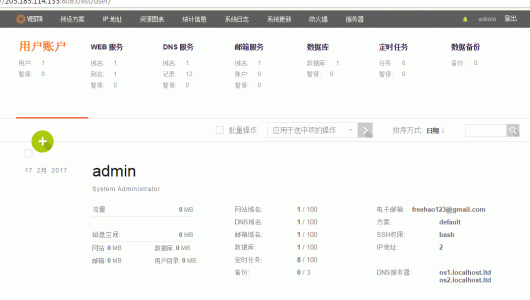 205.185.114.153:8083/list/user/
VESTA 预设方案 IP 地址 资源图表 统计信息 系统日志 系统更新 防火墙 服务器 admin 登出
用户账户 WEB 服务 DNS 服务 邮箱服务 数据库 定时任务 数据备份
用户: 1 域名: 1 域名: 1 域名: 1 数据库: 1 任务: 8 备份: 0
暂停: 0 别名: 1 记录: 12 账户: 0 暂停: 0 暂停: 0
暂停: 0 暂停: 0 暂停: 0
批量操作 应用于选中项的操作 排序方式: 日期 ↓
17 2月 2017
admin
System Administrator
流量 0 MB 网站域名: 1 / 100 电子邮箱: freehao123@gmail.com
DNS域名: 1 / 100 方案: default
磁盘空间: 0 MB 邮箱域名: 1 / 100 SSH权限: bash
网站: 0 MB 数据库: 0 MB 数据库: 1 / 100 IP地址: 2
邮箱: 0 MB 用户目录: 0 MB 定时任务: 8 / 100
备份: 0 / 3 DNS服务器: ns1.localhost.ltd
ns2.localhost.ltd